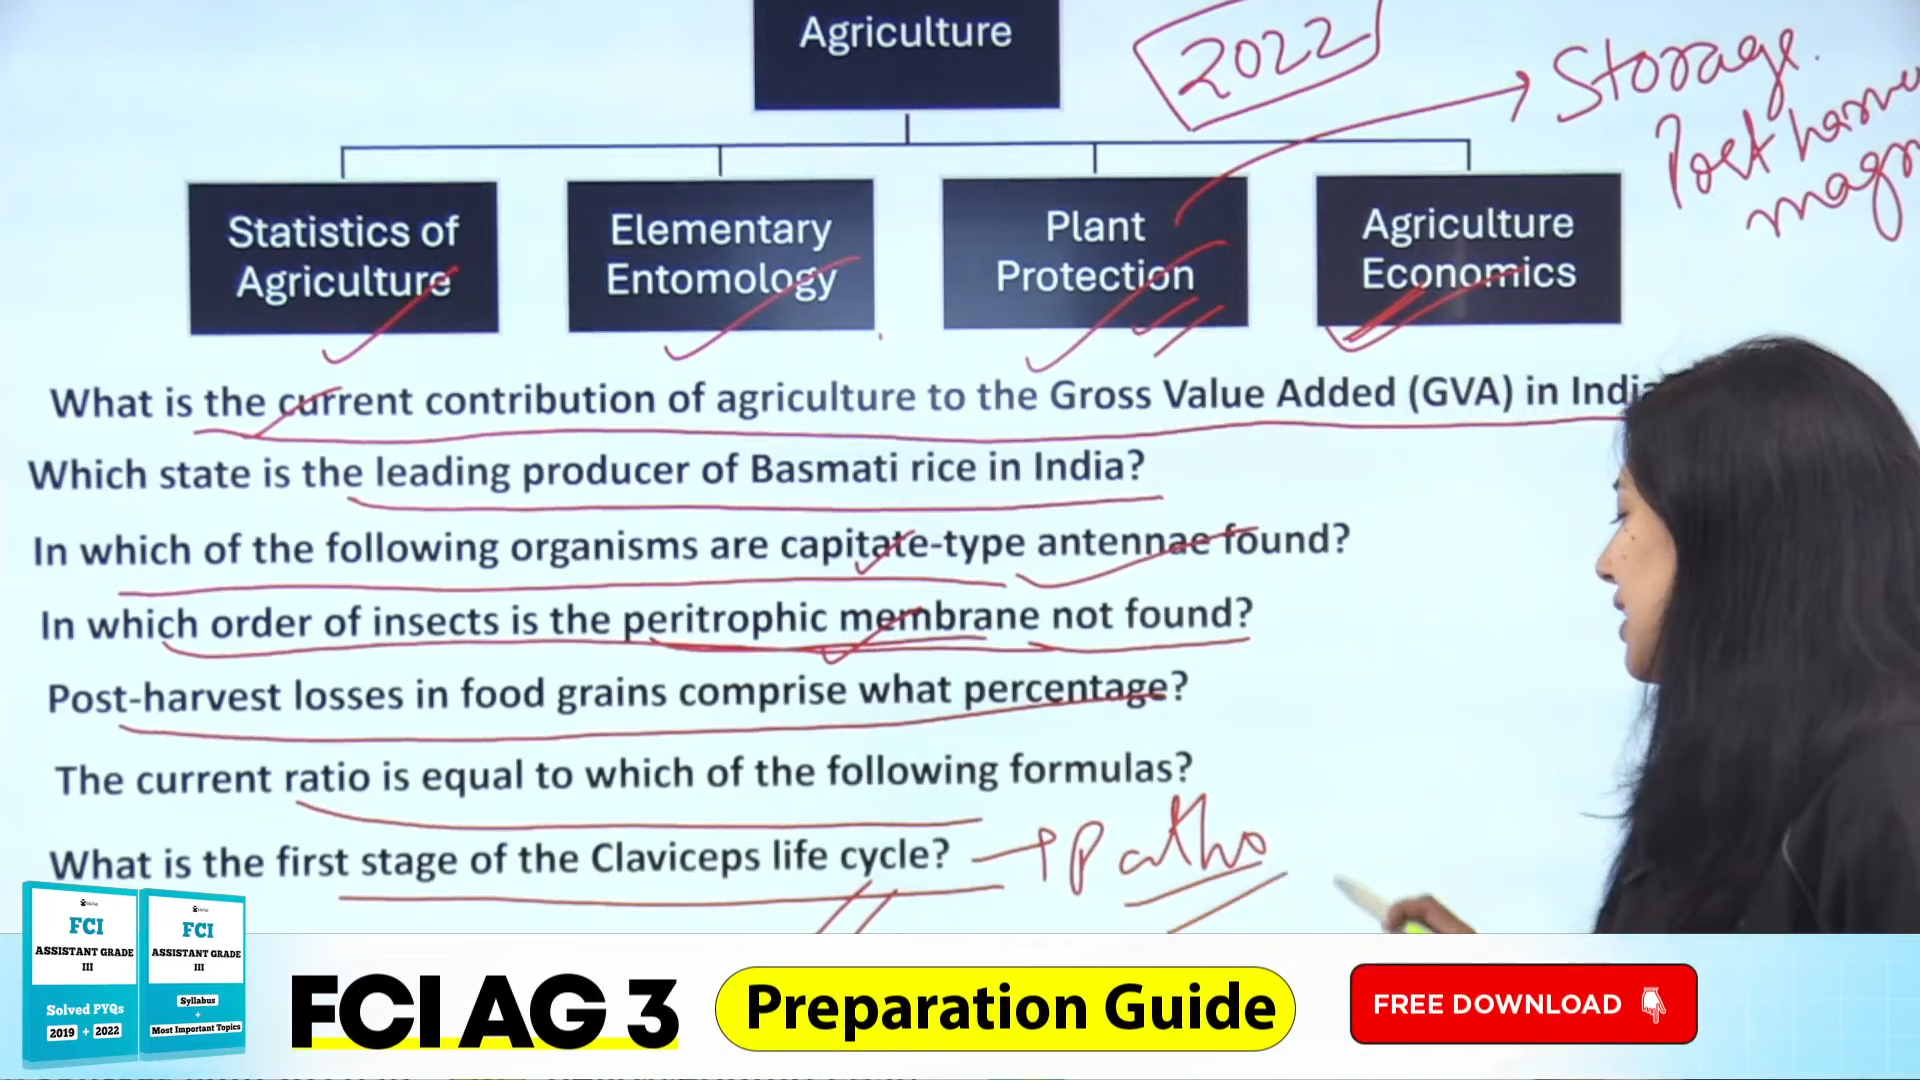 Agriculture
2022
Storage.
Post
Statistics of
Agriculture
Elementary
Entomology
Plant
Protection
Agriculture
Economics
What is the current contribution of agriculture to the Gross Value Added (GVA) in India
Which state is the leading producer of Basmati rice in India?
In which of the following organisms are capitate-type antennae found?
In which order of insects is the peritrophic membrane not found?
Post-harvest losses in food grains comprise what percentage?
The current ratio is equal to which of the following formulas?
What is the first stage of the Claviceps life cycle? → Patho
FCI
ASSISTANT GRADE
III
Solved PYQs
2019 + 2022
FCI
ASSISTANT GRADE
III
Syllabus
+
Most Important Topics
FCI AG 3
Preparation Guide
FREE DOWNLOAD